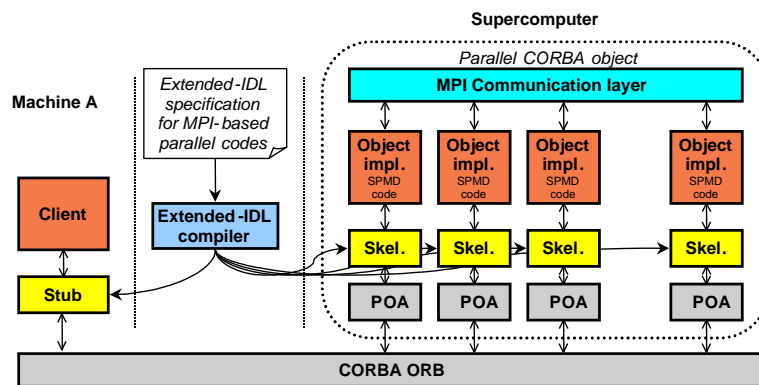 Supercomputer
Parallel CORBA object
MPI Communication layer
Machine A
Extended-IDL
specification
for MPI-based
parallel codes
Object
impl.
SPMD
code
Object
impl.
SPMD
code
Object
impl.
SPMD
code
Object
impl.
SPMD
code
Client
Extended-IDL
compiler
Skel.
Skel.
Skel.
Skel.
Stub
POA
POA
POA
POA
CORBA ORB